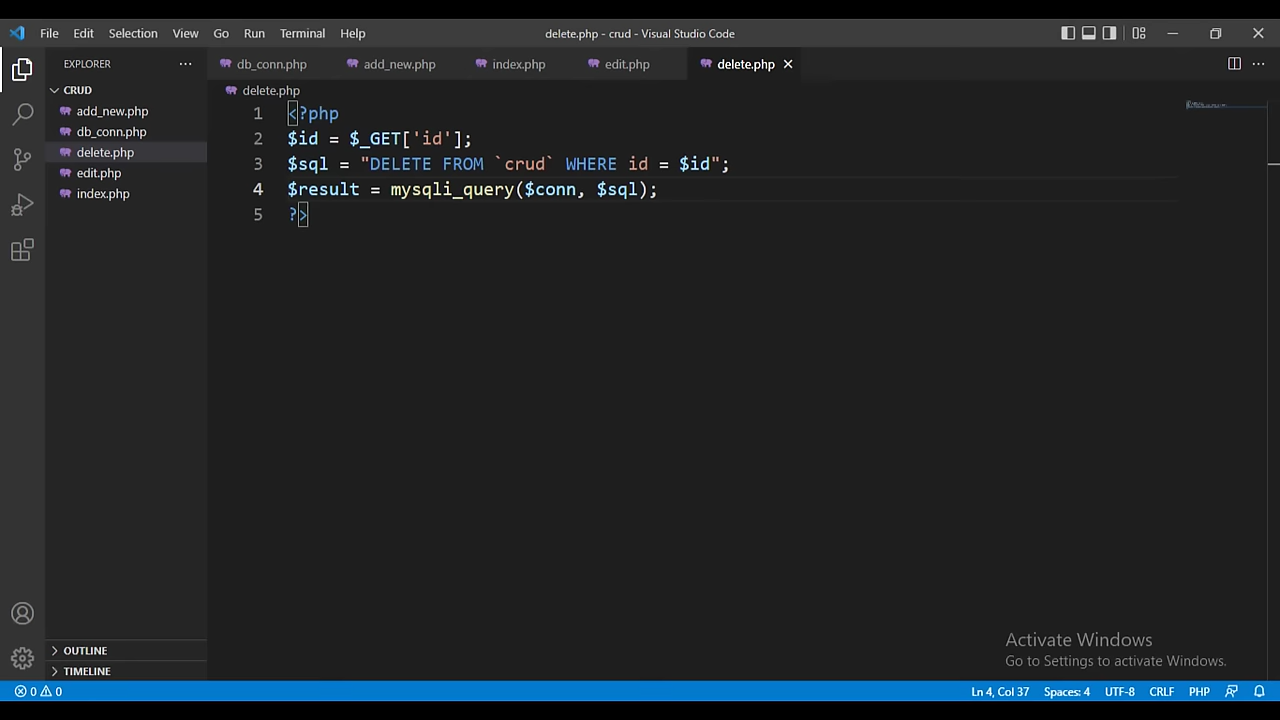 File Edit Selection View Go Run Terminal Help
delete.php - crud - Visual Studio Code
EXPLORER
db_conn.php
add_new.php
index.php
edit.php
delete.php
CRUD
add_new.php
db_conn.php
delete.php
edit.php
index.php
delete.php
1 <?php
2 $id = $_GET['id'];
3 $sql = "DELETE FROM `crud` WHERE id = $id";
4 $result = mysqli_query($conn, $sql);
5 ?>
OUTLINE
TIMELINE
Activate Windows
Go to Settings to activate Windows.
0 0
Ln 4, Col 37 Spaces: 4 UTF-8 CRLF PHP